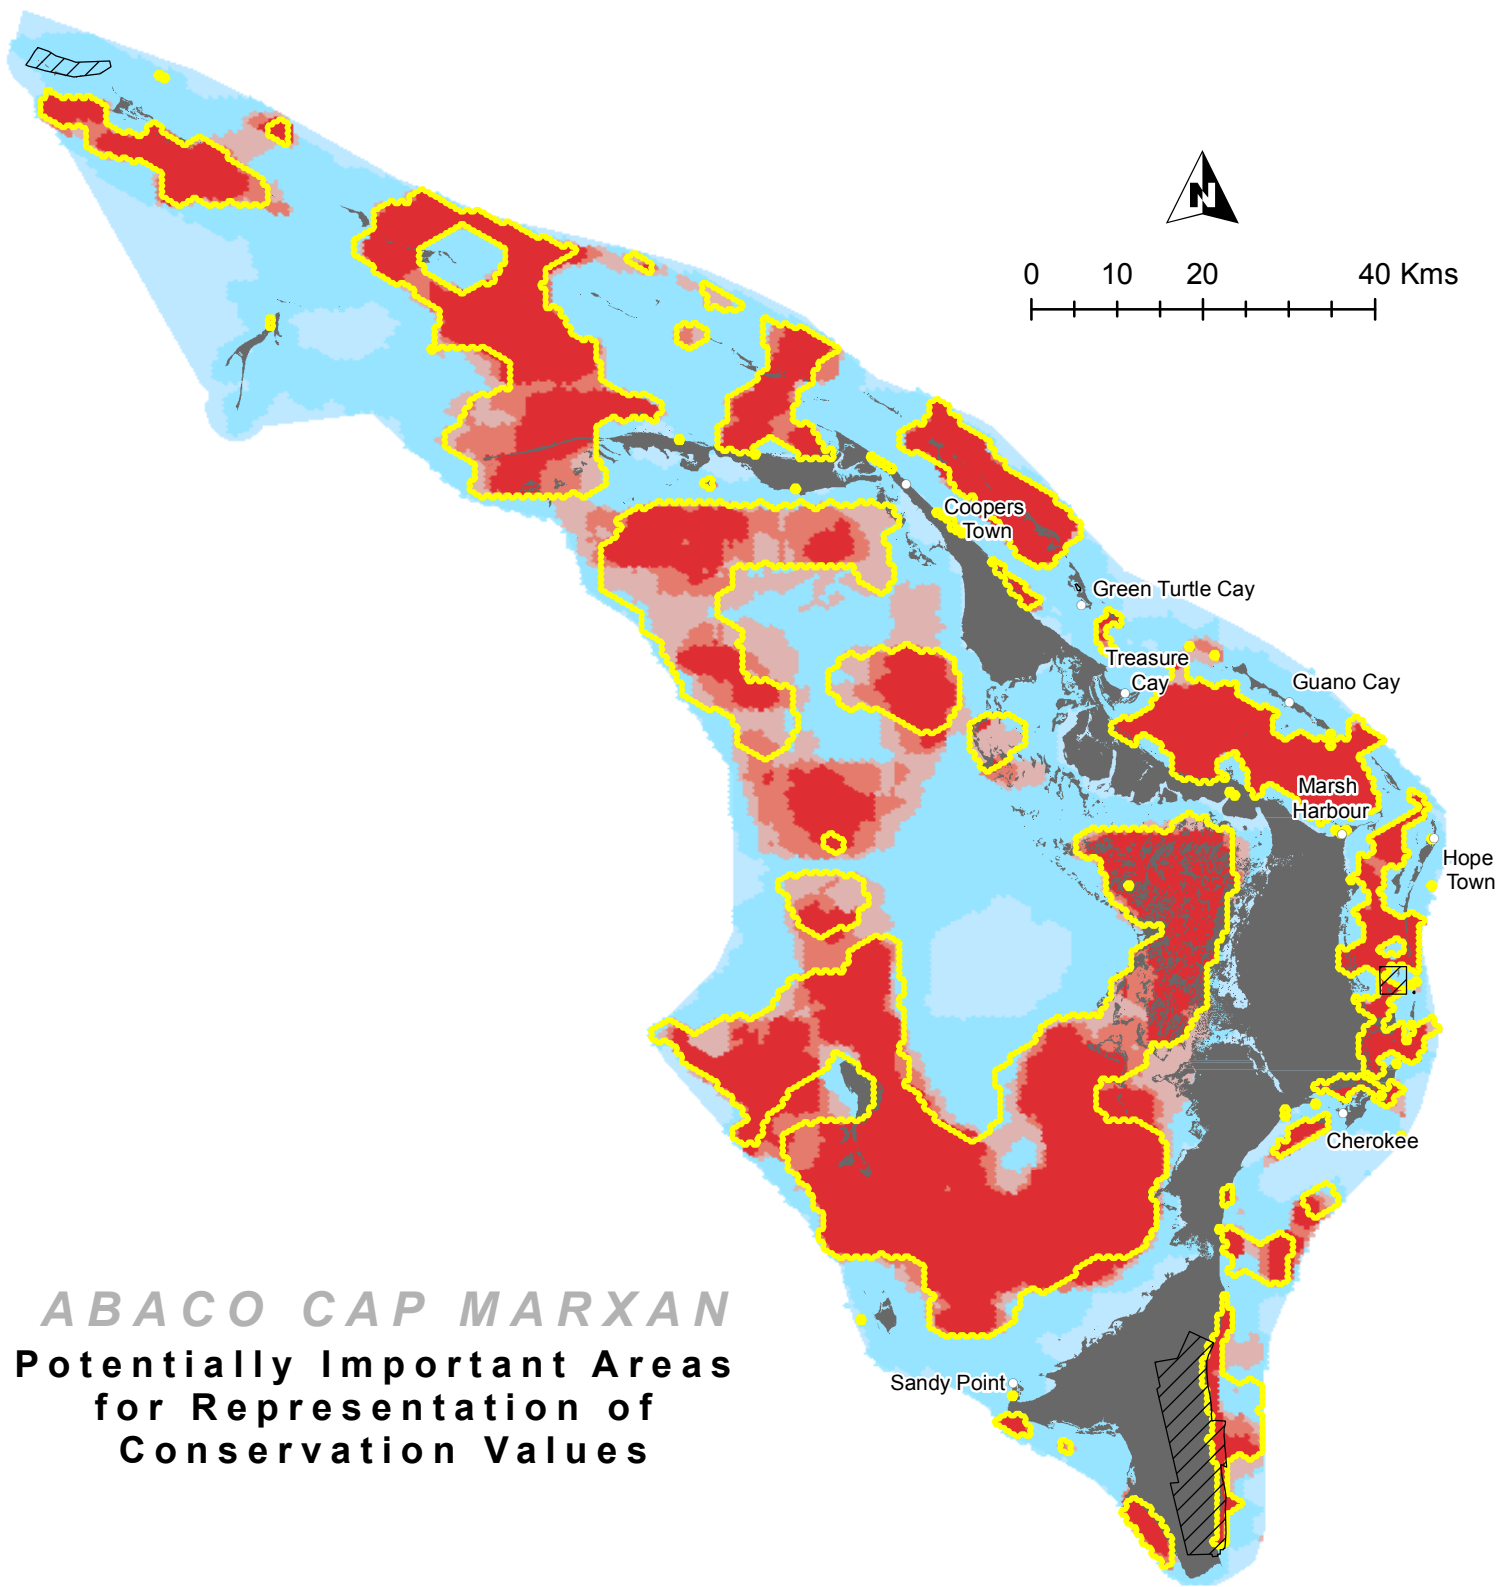 N
0 10 20 40 Kms
Coopers
Town
Green Turtle Cay
Treasure
Cay
Guano Cay
Marsh
Harbour
Hope
Town
Cherokee
Sandy Point
ABACO CAP MARXAN
Potentially Important Areas
for Representation of
Conservation Values